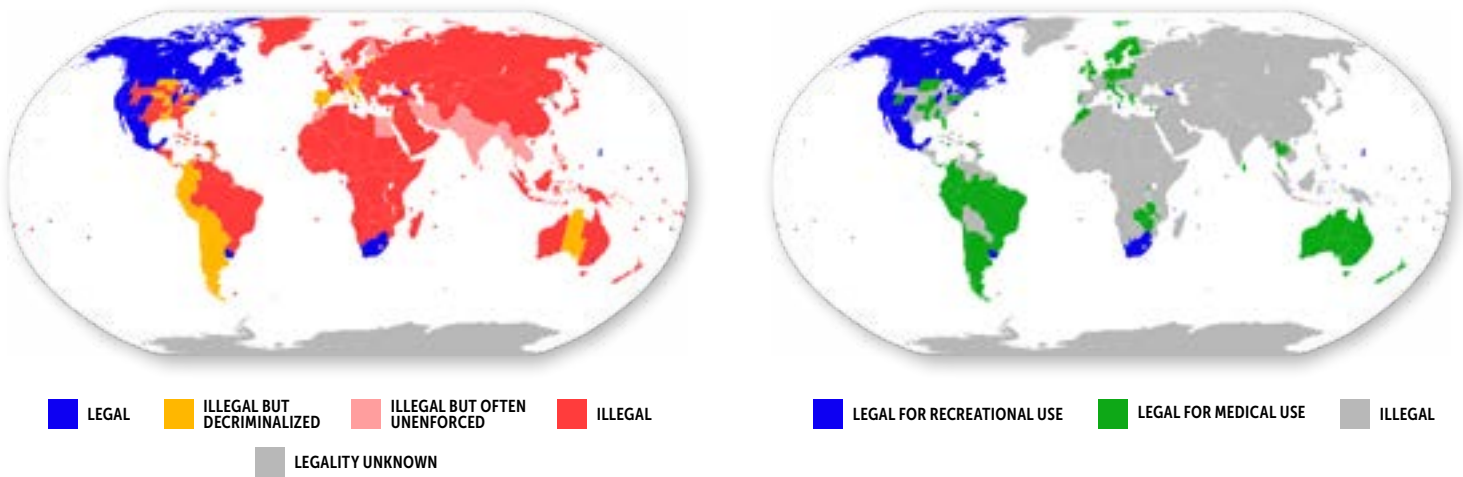 LEGAL
ILLEGAL BUT
DECRIMINALIZED
ILLEGAL BUT OFTEN
UNENFORCED
ILLEGAL
LEGALITY UNKNOWN
LEGAL FOR RECREATIONAL USE
LEGAL FOR MEDICAL USE
ILLEGAL